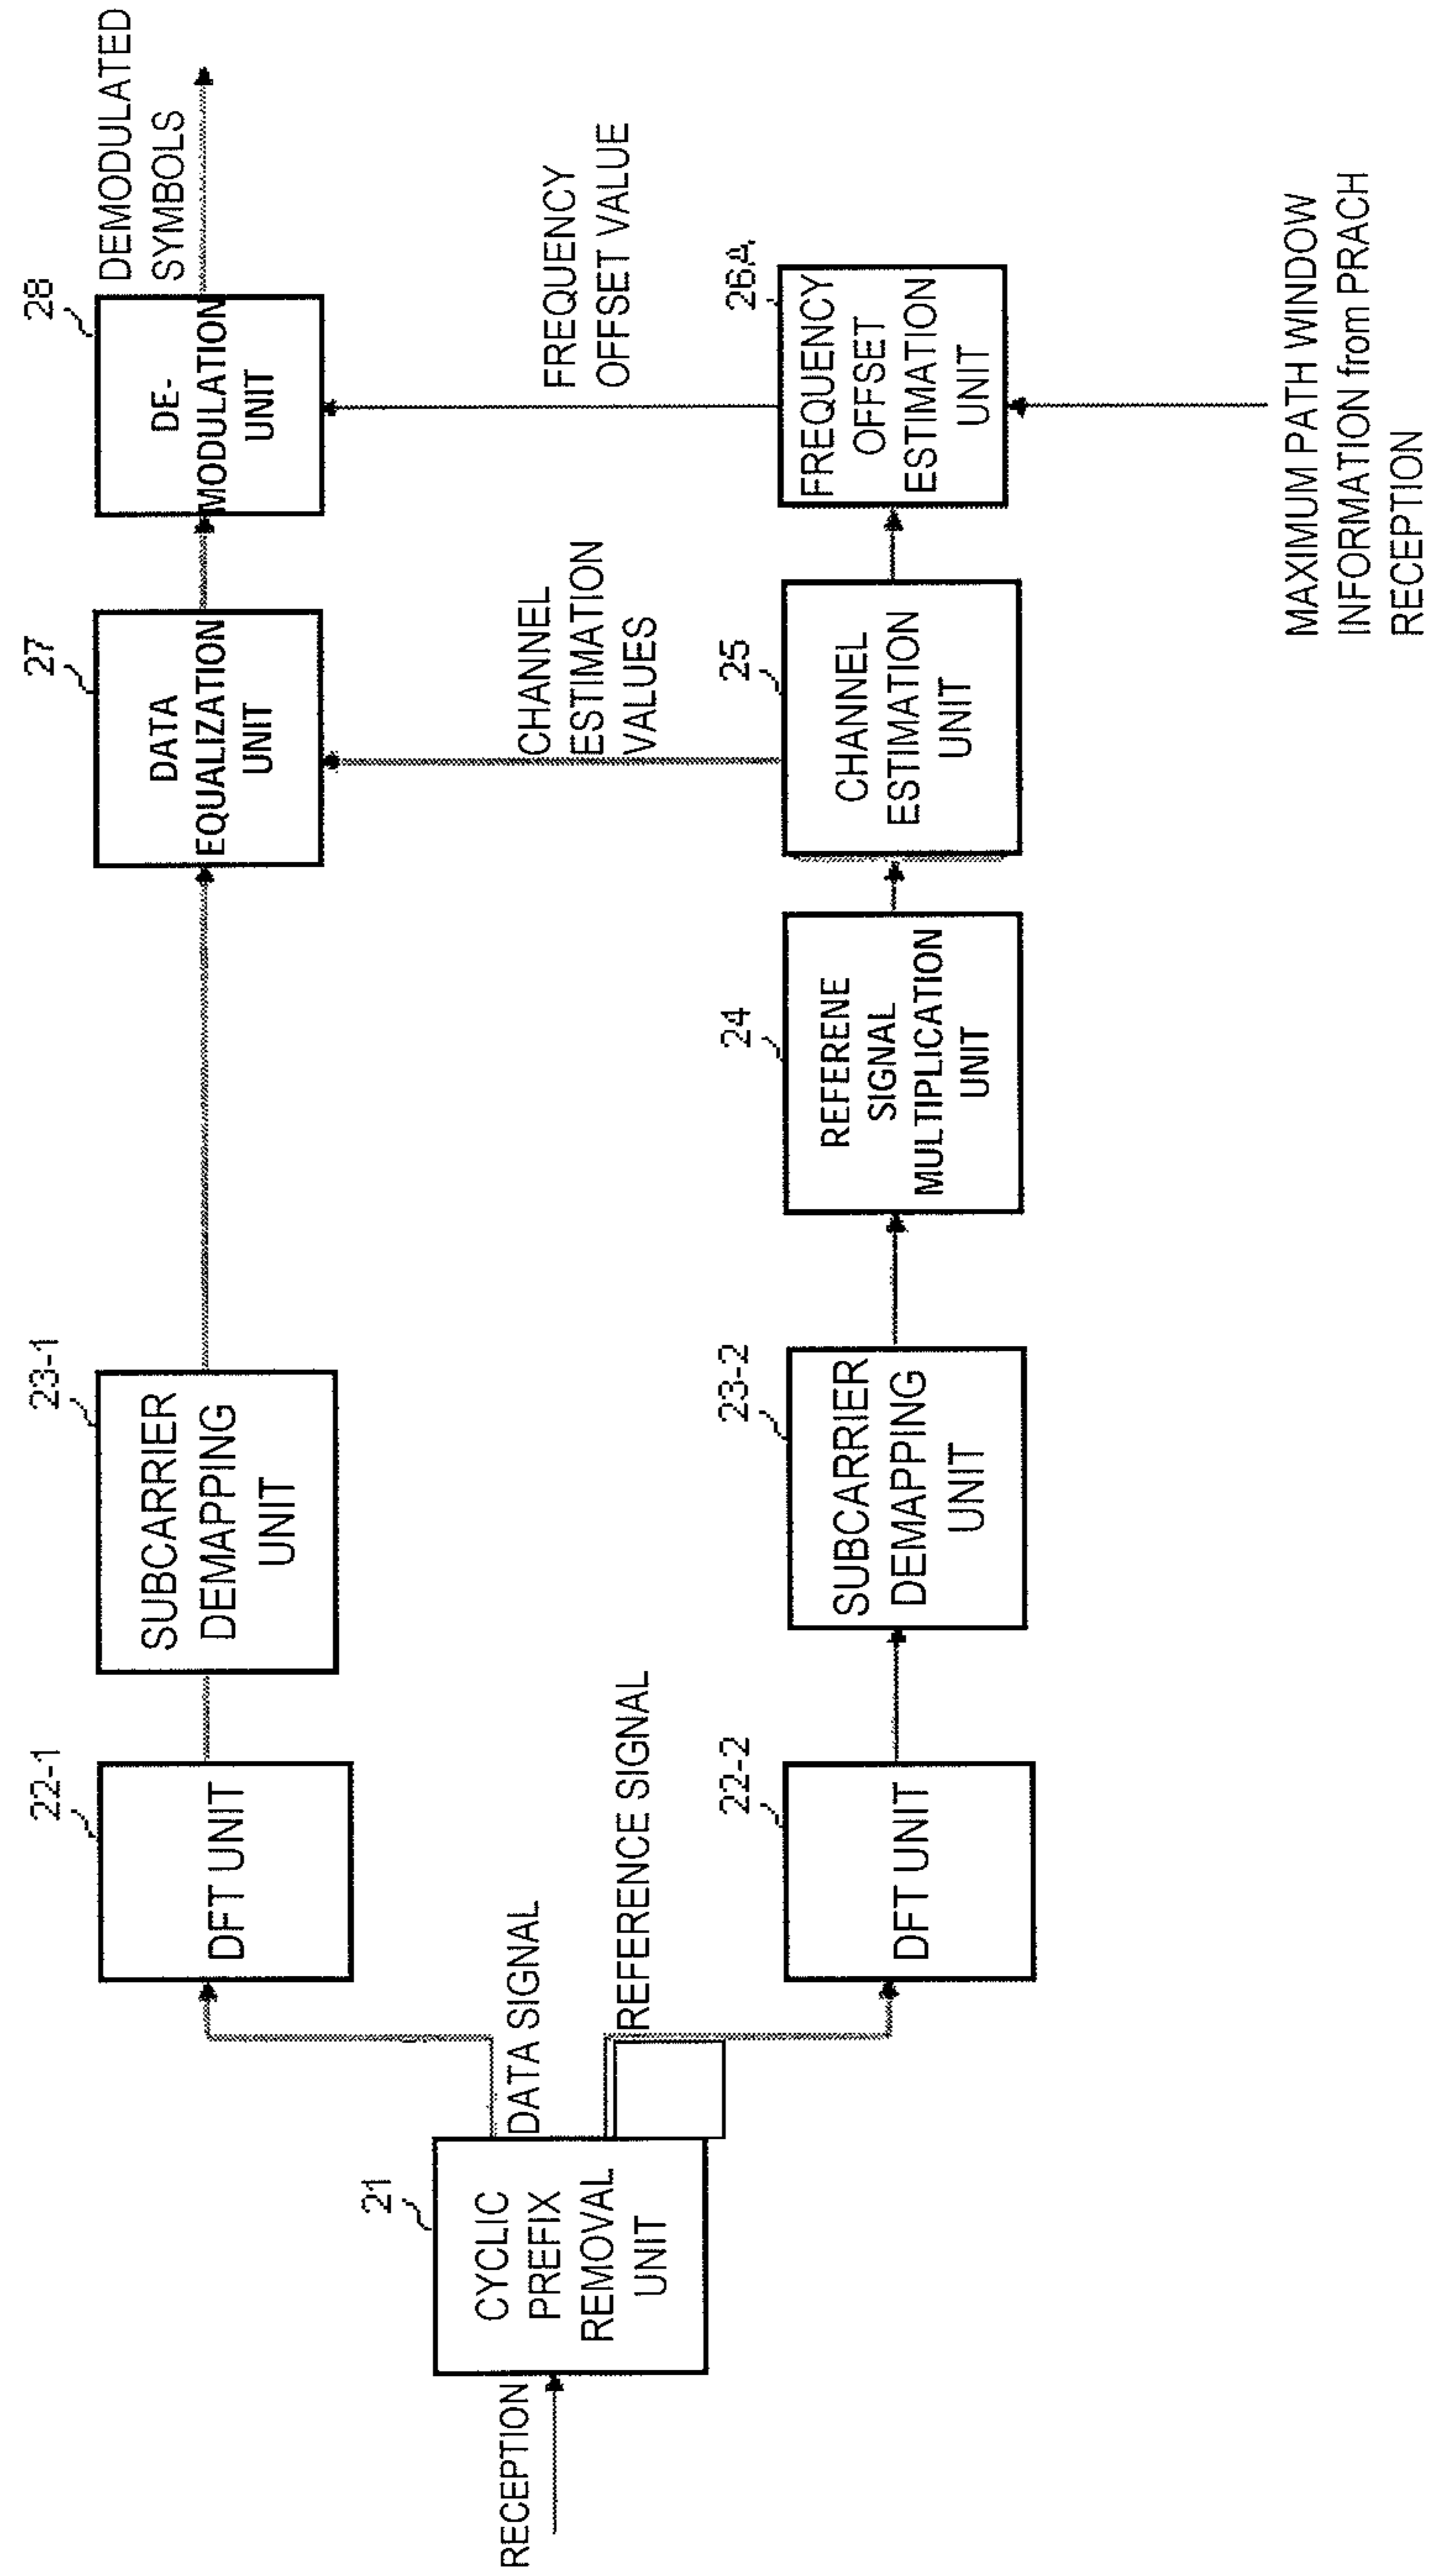 RECEPTION
21
CYCLIC
PREFIX
REMOVAL
UNIT
DATA SIGNAL
REFERENCE SIGNAL
22-1
DFT UNIT
23-1
SUBCARRIER
DEMAPPING
UNIT
27
DATA
EQUALIZATION
UNIT
28
DE-
MODULATION
UNIT
DEMODULATED
SYMBOLS
22-2
DFT UNIT
23-2
SUBCARRIER
DEMAPPING
UNIT
24
REFERENE
SIGNAL
MULTIPLICATION
UNIT
25
CHANNEL
ESTIMATION
UNIT
CHANNEL
ESTIMATION
VALUES
26A
FREQUENCY
OFFSET
ESTIMATION
UNIT
FREQUENCY
OFFSET VALUE
MAXIMUM PATH WINDOW
INFORMATION from PRACH
RECEPTION